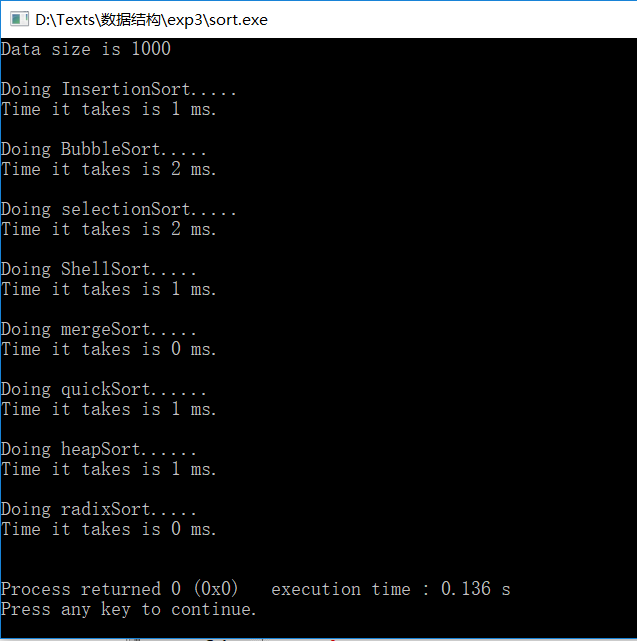 D:\Texts\数据结构\exp3\sort.exe
Data size is 1000
Doing InsertionSort.....
Time it takes is 1 ms.
Doing BubbleSort.....
Time it takes is 2 ms.
Doing selectionSort.....
Time it takes is 2 ms.
Doing ShellSort.....
Time it takes is 1 ms.
Doing mergeSort.....
Time it takes is 0 ms.
Doing quickSort......
Time it takes is 1 ms.
Doing heapSort......
Time it takes is 1 ms.
Doing radixSort.....
Time it takes is 0 ms.
Process returned 0 (0x0)   execution time : 0.136 s
Press any key to continue.